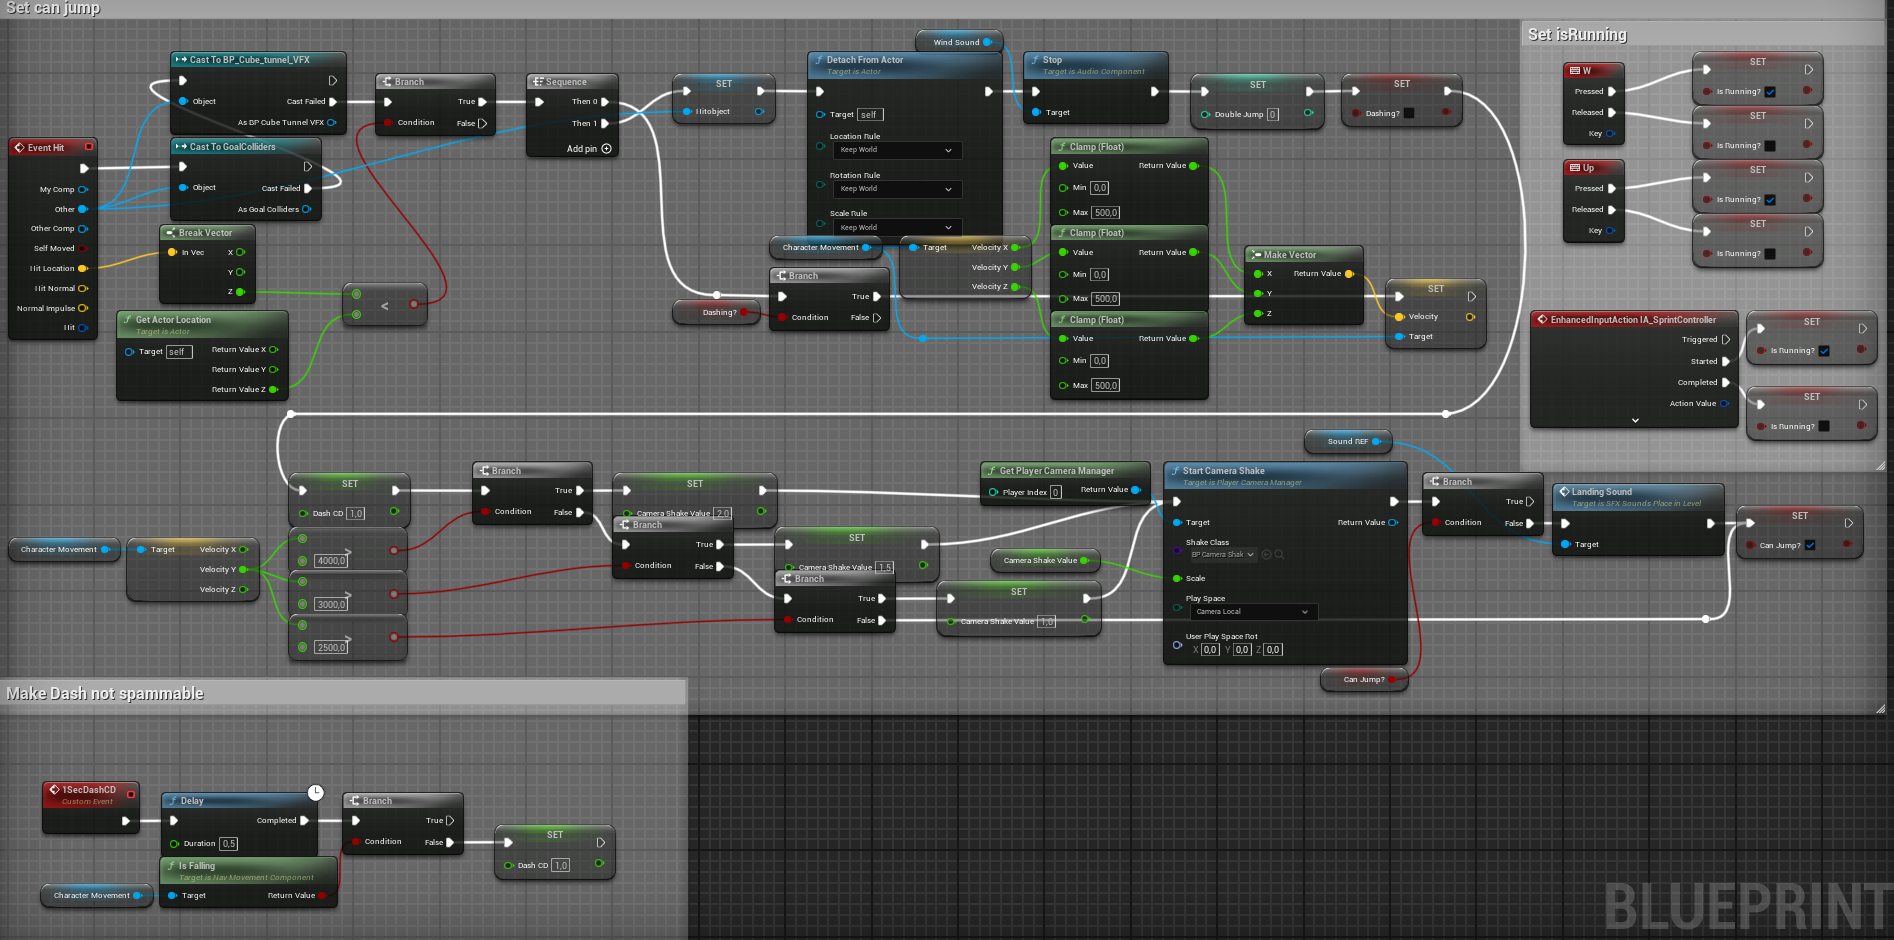 Set can jump
Set isRunning
Wind Sound
Cast To BP_Cube_tunnel_VFX
Object
Cast Failed
As BP Cube Tunnel VFX
Branch
True
Condition
False
Sequence
Then 0
Then 1
Add pin
SET
Hitobject
Detach From Actor
Target is Actor
Target
self
Location Rule
Keep World
Rotation Rule
Keep World
Scale Rule
Keep World
Stop
Target is Audio Component
Target
SET
Double Jump 0
SET
Dashing?
Event Hit
My Comp
Other
Other Comp
Self Moved
Hit Location
Hit Normal
Normal Impulse
Hit
Cast To GoalColliders
Object
Cast Failed
As Goal Colliders
Break Vector
In Vec
X
Y
Z
<
Get Actor Location
Target is Actor
Target self
Return Value X
Return Value Y
Return Value Z
Clamp (Float)
Value
Return Value
Min 0,0
Max 500,0
Clamp (Float)
Value
Return Value
Min 0,0
Max 500,0
Clamp (Float)
Value
Return Value
Min 0,0
Max 500,0
Character Movement
Target
Velocity X
Velocity Y
Velocity Z
Branch
True
Condition
False
Dashing?
Make Vector
X
Return Value
Y
Z
SET
Velocity
Target
W
Pressed
Released
Key
SET
Is Running?
SET
Is Running?
Up
Pressed
Released
Key
SET
Is Running?
SET
Is Running?
EnhancedInputAction IA_SprintController
Triggered
Started
Completed
Action Value
SET
Is Running?
SET
Is Running?
Sound REF
SET
Dash CD 1,0
Branch
True
Condition
False
SET
Camera Shake Value 2,0
Branch
True
Condition
False
SET
Camera Shake Value 1,5
Branch
True
Condition
False
SET
Camera Shake Value 1,0
Character Movement
Target
Velocity X
Velocity Y
Velocity Z
>
4000,0
>
3000,0
>
2500,0
Get Player Camera Manager
Player Index 0
Return Value
Camera Shake Value
Start Camera Shake
Target is Player Camera Manager
Target
Return Value
Shake Class
BP Camera Shak
Scale
Play Space
Camera Local
User Play Space Rot
X 0,0 Y 0,0 Z 0,0
Can Jump?
Branch
True
Condition
False
Landing Sound
Target is SFX Sounds Place in Level
Target
SET
Can Jump?
Make Dash not spammable
1SecDashCD
Custom Event
Delay
Completed
Duration 0,5
Branch
True
Condition
False
SET
Dash CD 1,0
Is Falling
Target is Nav Movement Component
Target
Return Value
Character Movement
BLUEPRINT